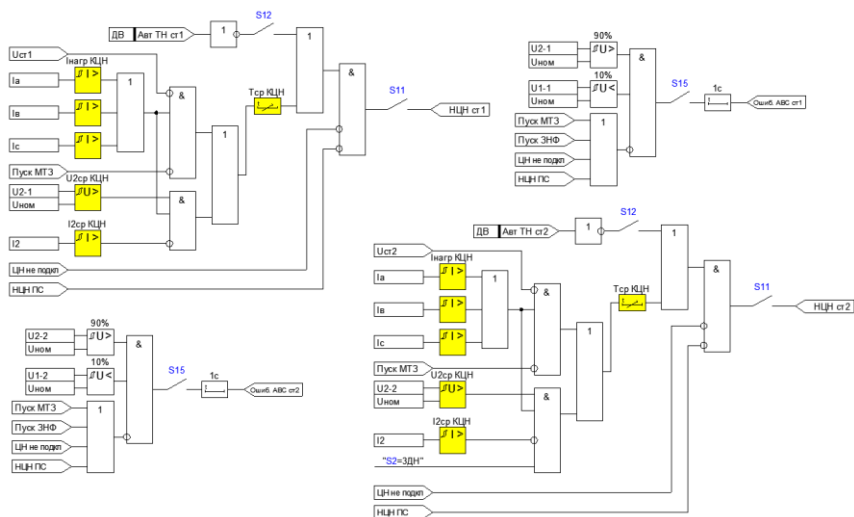 S12
ДВ Авт ТН ст1
1
1
Uст1
Iнагр КЦН
Ia
I >
1
&
&
Iв
I >
Tср КЦН
S11
НЦН ст1
Ic
I >
1
Пуск МТЗ
U2ср КЦН
U2-1
U >
Uном
&
I2ср КЦН
I2
I >
ЦН не подкл
НЦН ПС
90%
U2-1
U >
Uном
&
10%
U1-1
U <
Uном
S15
1с
Ошиб. АВС ст1
Пуск МТЗ
1
Пуск ЗНФ
ЦН не подкл
НЦН ПС
90%
U2-2
U >
Uном
&
10%
U1-2
U <
Uном
S15
1с
Ошиб. АВС ст2
Пуск МТЗ
1
Пуск ЗНФ
ЦН не подкл
НЦН ПС
S12
ДВ Авт ТН ст2
1
1
Uст2
Iнагр КЦН
Ia
I >
1
&
&
Iв
I >
Tср КЦН
S11
НЦН ст2
Ic
I >
1
Пуск МТЗ
U2ср КЦН
U2-2
U >
Uном
&
I2ср КЦН
I2
I >
"S2=ЗДН"
ЦН не подкл
НЦН ПС